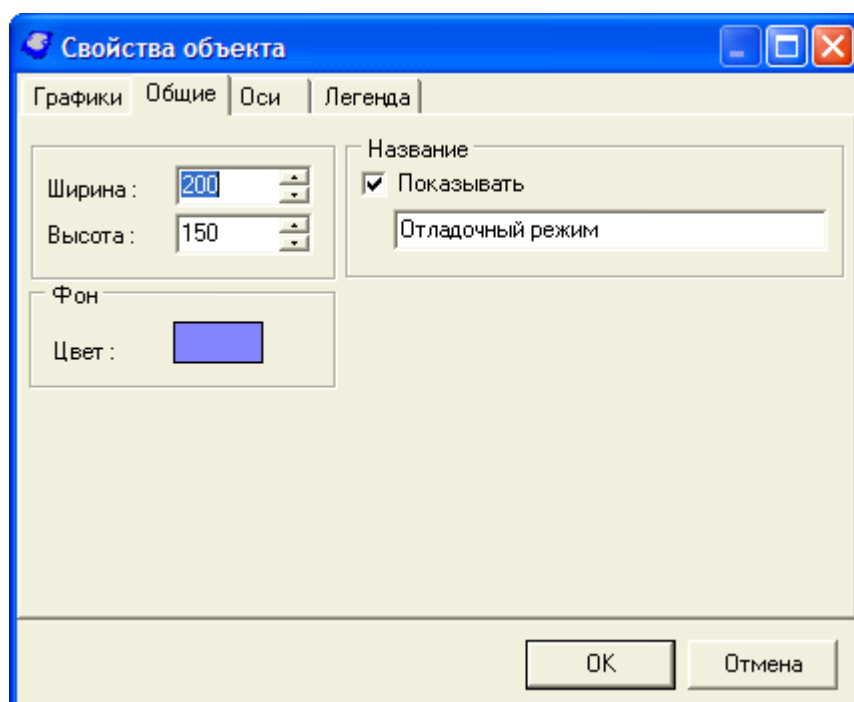 Свойства объекта
Графики Общие Оси Легенда
Ширина : 200
Высота : 150
Название
Показывать
Отладочный режим
Фон
Цвет :
OK Отмена